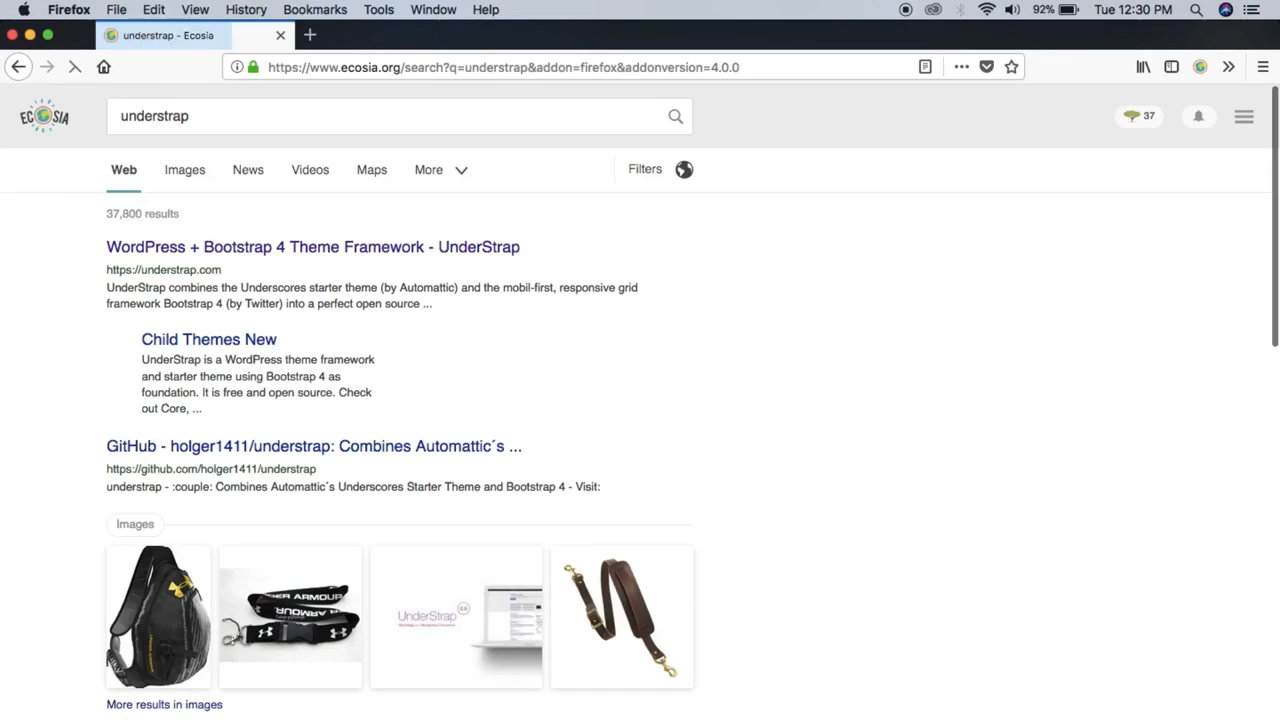 Firefox File Edit View History Bookmarks Tools Window Help 92% Tue 12:30 PM
understrap - Ecosia
https://www.ecosia.org/search?q=understrap&addon=firefox&addonversion=4.0.0
ECOSIA understrap 37
Web Images News Videos Maps More Filters
37,800 results
WordPress + Bootstrap 4 Theme Framework - UnderStrap
https://understrap.com
UnderStrap combines the Underscores starter theme (by Automattic) and the mobil-first, responsive grid
framework Bootstrap 4 (by Twitter) into a perfect open source ...
Child Themes New
UnderStrap is a WordPress theme framework
and starter theme using Bootstrap 4 as
foundation. It is free and open source. Check
out Core, ...
GitHub - holger1411/understrap: Combines Automattic´s ...
https://github.com/holger1411/understrap
understrap - :couple: Combines Automattic´s Underscores Starter Theme and Bootstrap 4 - Visit:
Images
UNDER ARMOUR
UnderStrap
More results in images